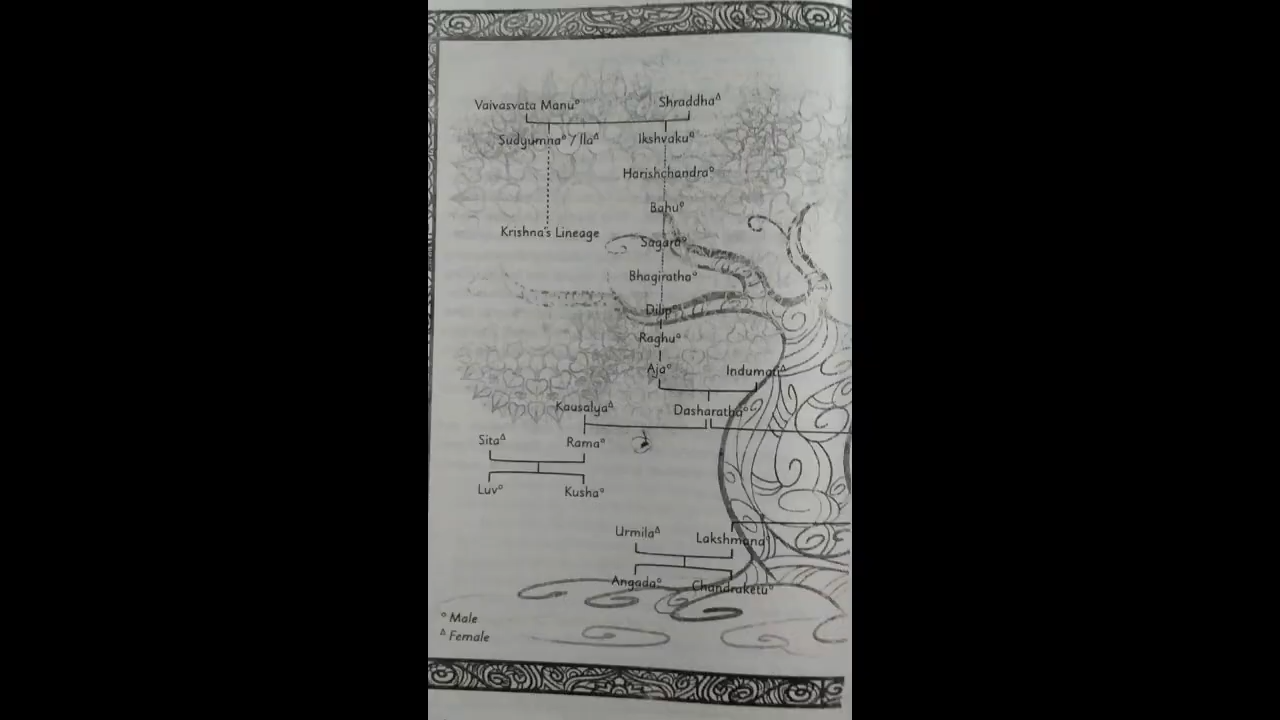 Vaivasvata Manu° Shraddha△
Sudyumna° / Ila△ Ikshvaku°
Harishchandra°
Bahu°
Krishna's Lineage
Sagara°
Bhagiratha°
Dilip°
Raghu°
Aja° Indumati△
Kausalya△ Dasharatha°
Sita△ Rama°
Luv° Kusha°
Urmila△ Lakshmana°
Angada° Chandraketu°
° Male
△ Female